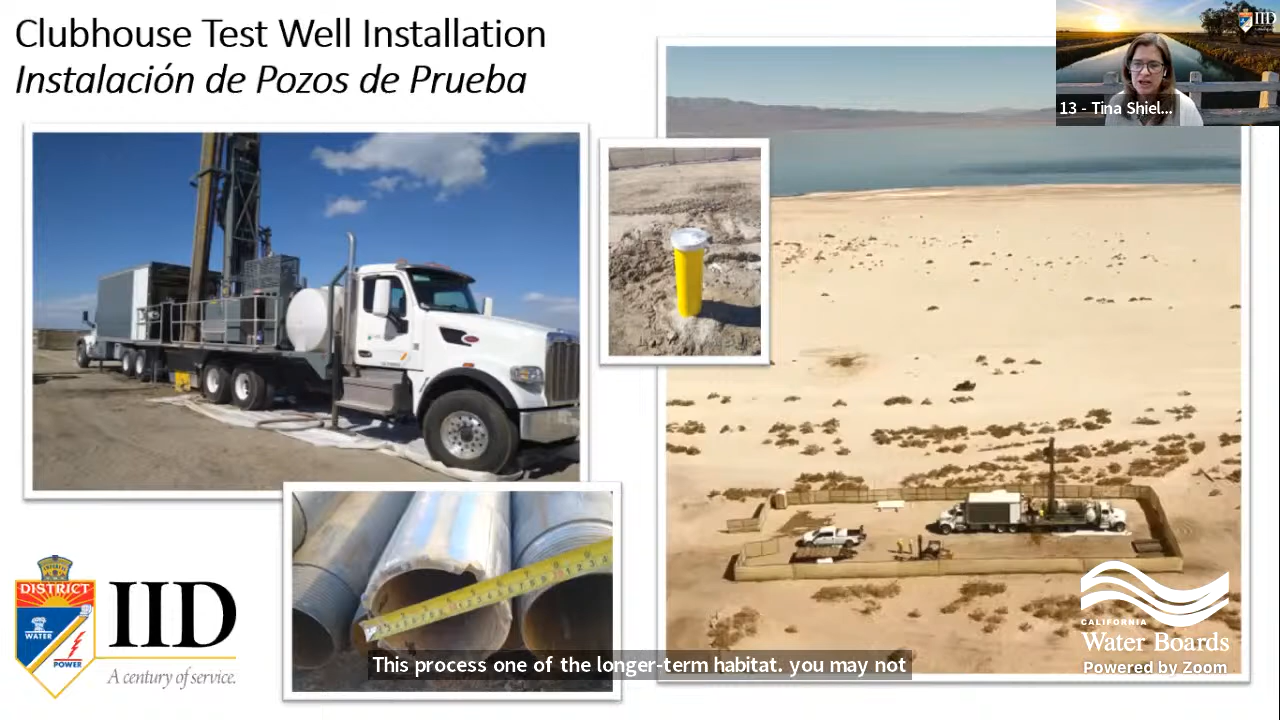 Clubhouse Test Well Installation
Instalación de Pozos de Prueba
IID
13 - Tina Shiel...
DISTRICT
WATER
POWER
IID
A century of service.
This process one of the longer-term habitat. you may not
CALIFORNIA
Water Boards
Powered by Zoom